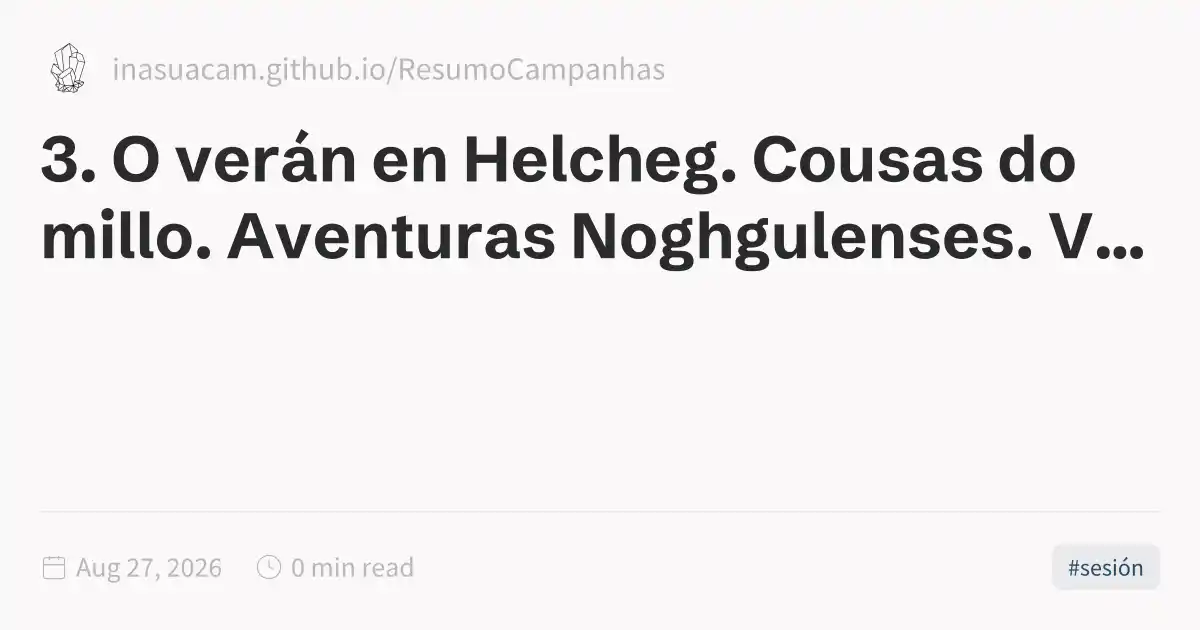 inasuacam.github.io/ResumoCampanhas
3. O verán en Helcheg. Cousas do
millo. Aventuras Noghgulenses. V...
Aug 27, 2026 0 min read
#sesión